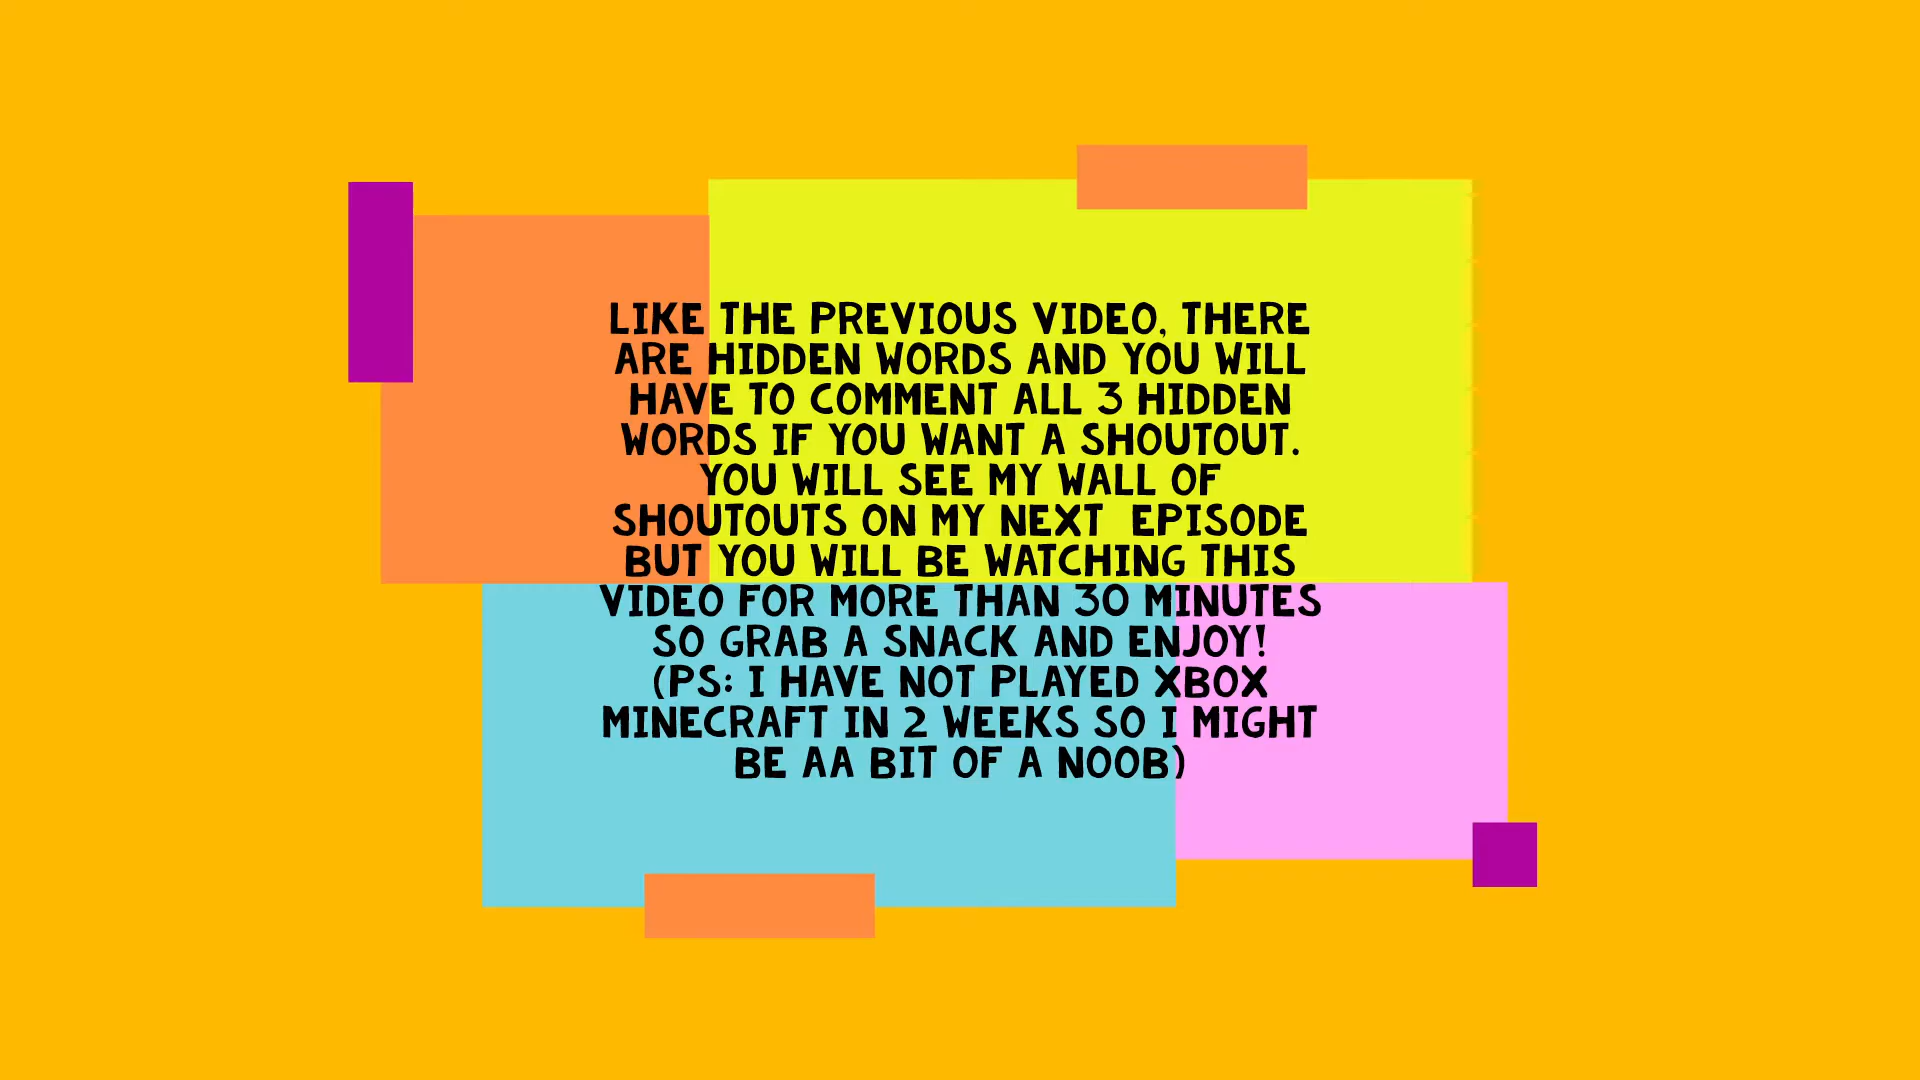 LIKE THE PREVIOUS VIDEO, THERE
ARE HIDDEN WORDS AND YOU WILL
HAVE TO COMMENT ALL 3 HIDDEN
WORDS IF YOU WANT A SHOUTOUT.
YOU WILL SEE MY WALL OF
SHOUTOUTS ON MY NEXT  EPISODE
BUT YOU WILL BE WATCHING THIS
VIDEO FOR MORE THAN 30 MINUTES
SO GRAB A SNACK AND ENJOY!
(PS: I HAVE NOT PLAYED XBOX
MINECRAFT IN 2 WEEKS SO I MIGHT
BE AA BIT OF A NOOB)